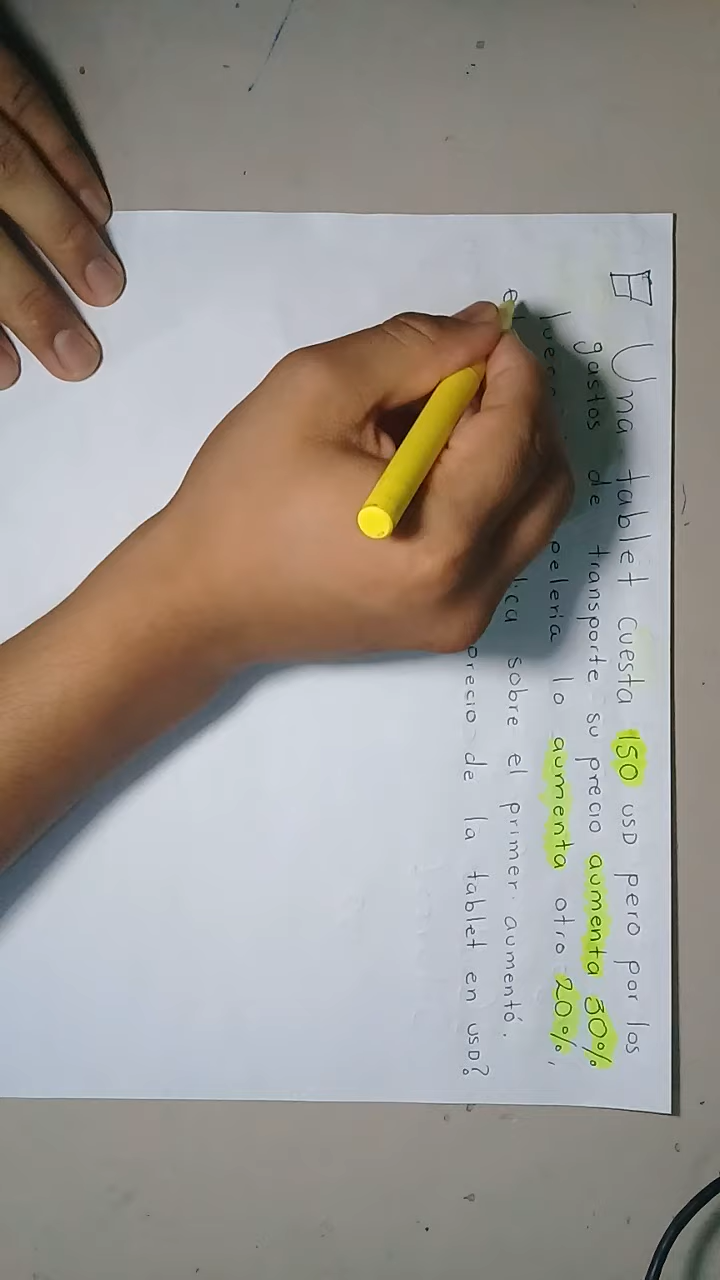 Una tablet cuesta 150 USD pero por los
gastos de transporte su precio aumenta 30%
lo aumenta otro 20%,
sobre el primer aumentó.
precio de la tablet en USD?